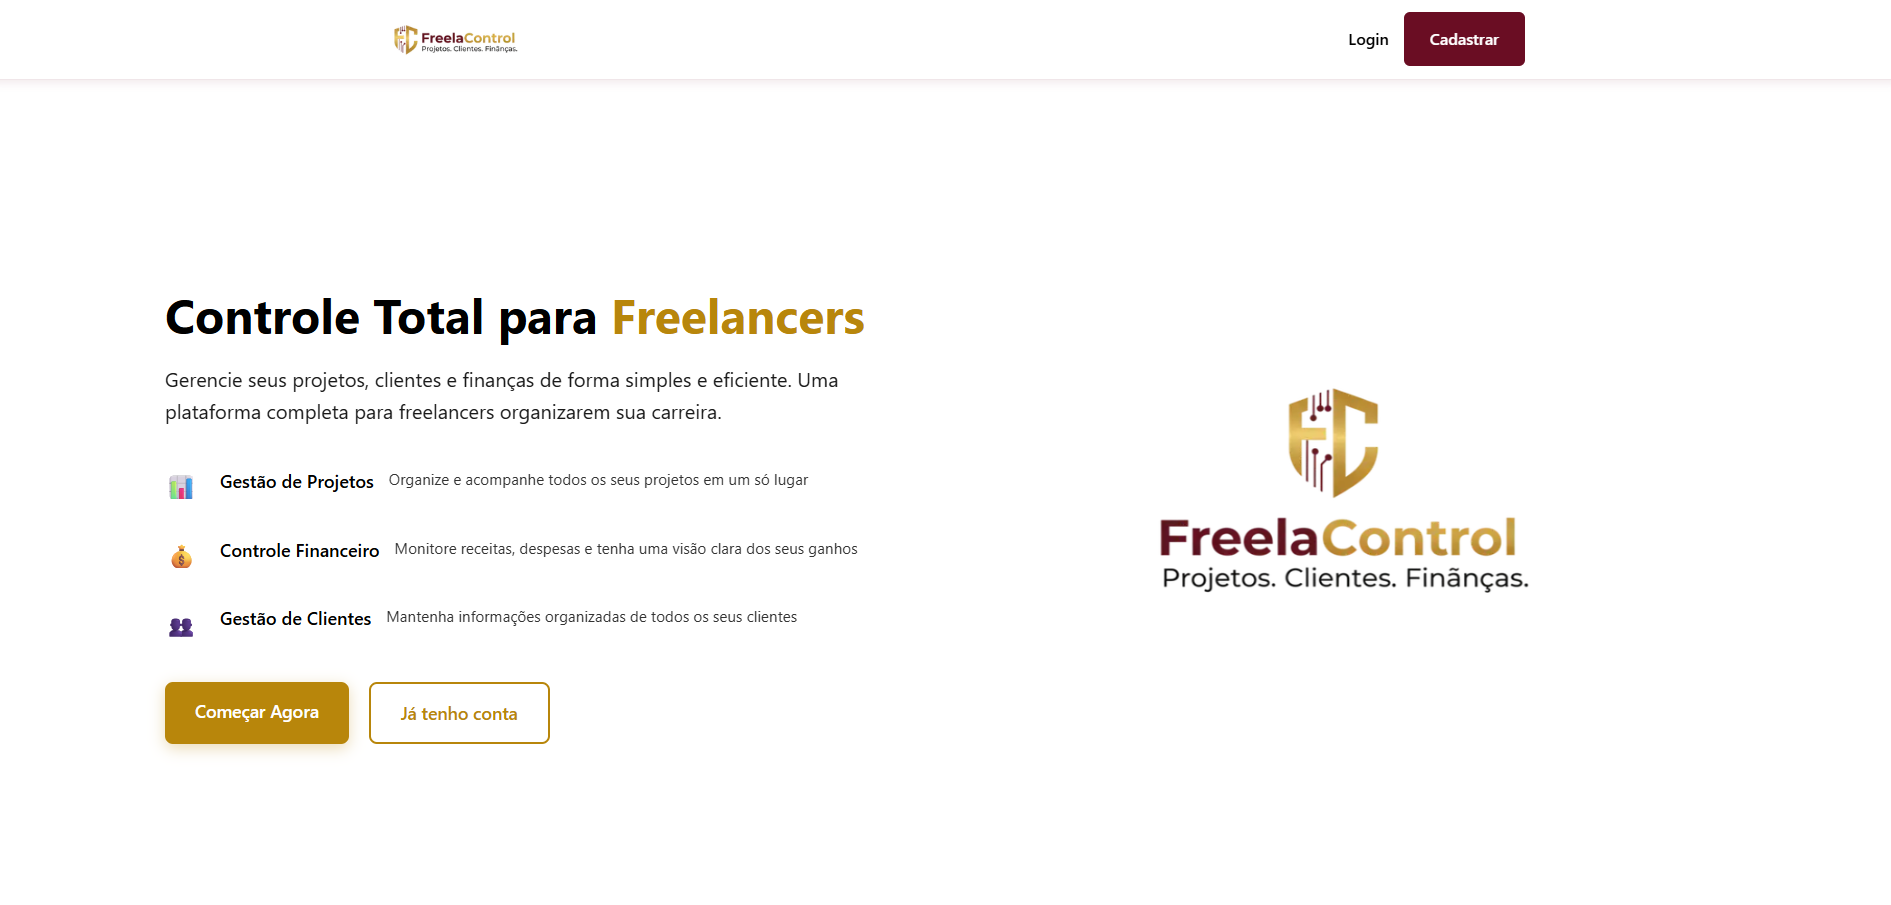 FreelaControl
Projetos. Clientes. Finãnças.
Login
Cadastrar
Controle Total para Freelancers
Gerencie seus projetos, clientes e finanças de forma simples e eficiente. Uma
plataforma completa para freelancers organizarem sua carreira.
Gestão de Projetos Organize e acompanhe todos os seus projetos em um só lugar
Controle Financeiro Monitore receitas, despesas e tenha uma visão clara dos seus ganhos
Gestão de Clientes Mantenha informações organizadas de todos os seus clientes
Começar Agora
Já tenho conta
FC
FreelaControl
Projetos. Clientes. Finãnças.